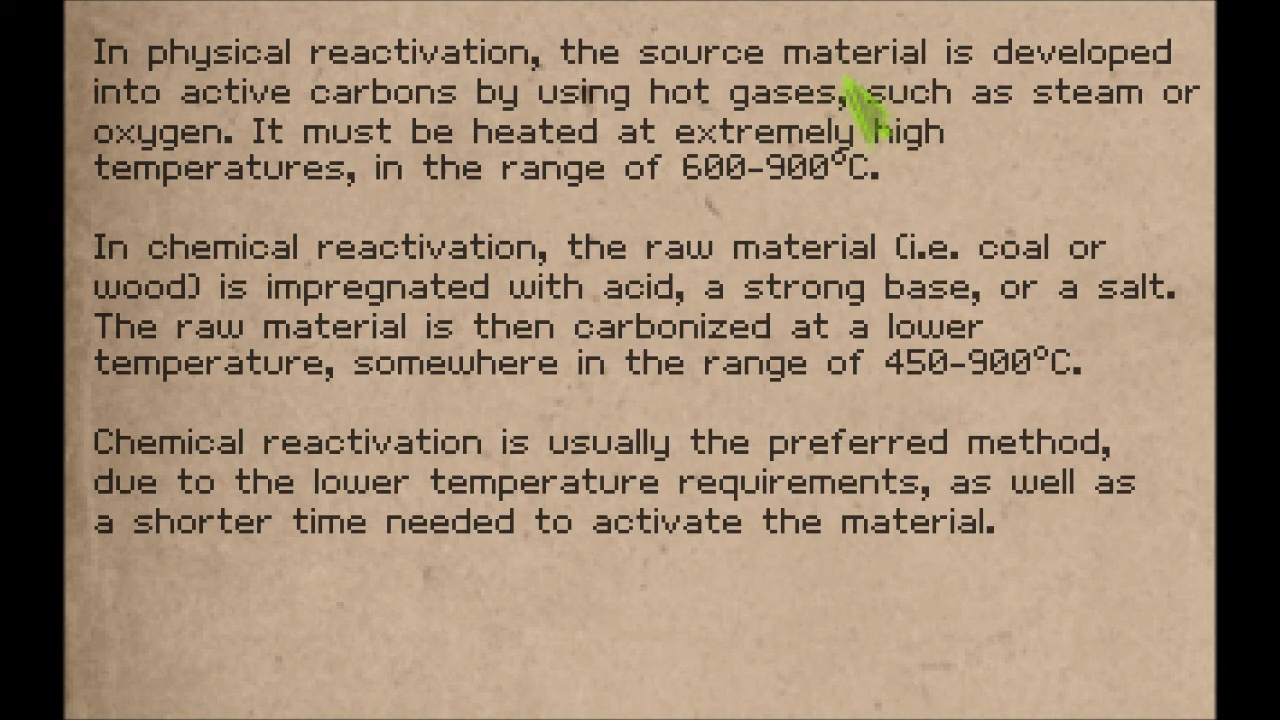 In physical reactivation, the source material is developed
into active carbons by using hot gases, such as steam or
oxygen. It must be heated at extremely high
temperatures, in the range of 600-900°C.
In chemical reactivation, the raw material (i.e. coal or
wood) is impregnated with acid, a strong base, or a salt.
The raw material is then carbonized at a lower
temperature, somewhere in the range of 450-900°C.
Chemical reactivation is usually the preferred method,
due to the lower temperature requirements, as well as
a shorter time needed to activate the material.